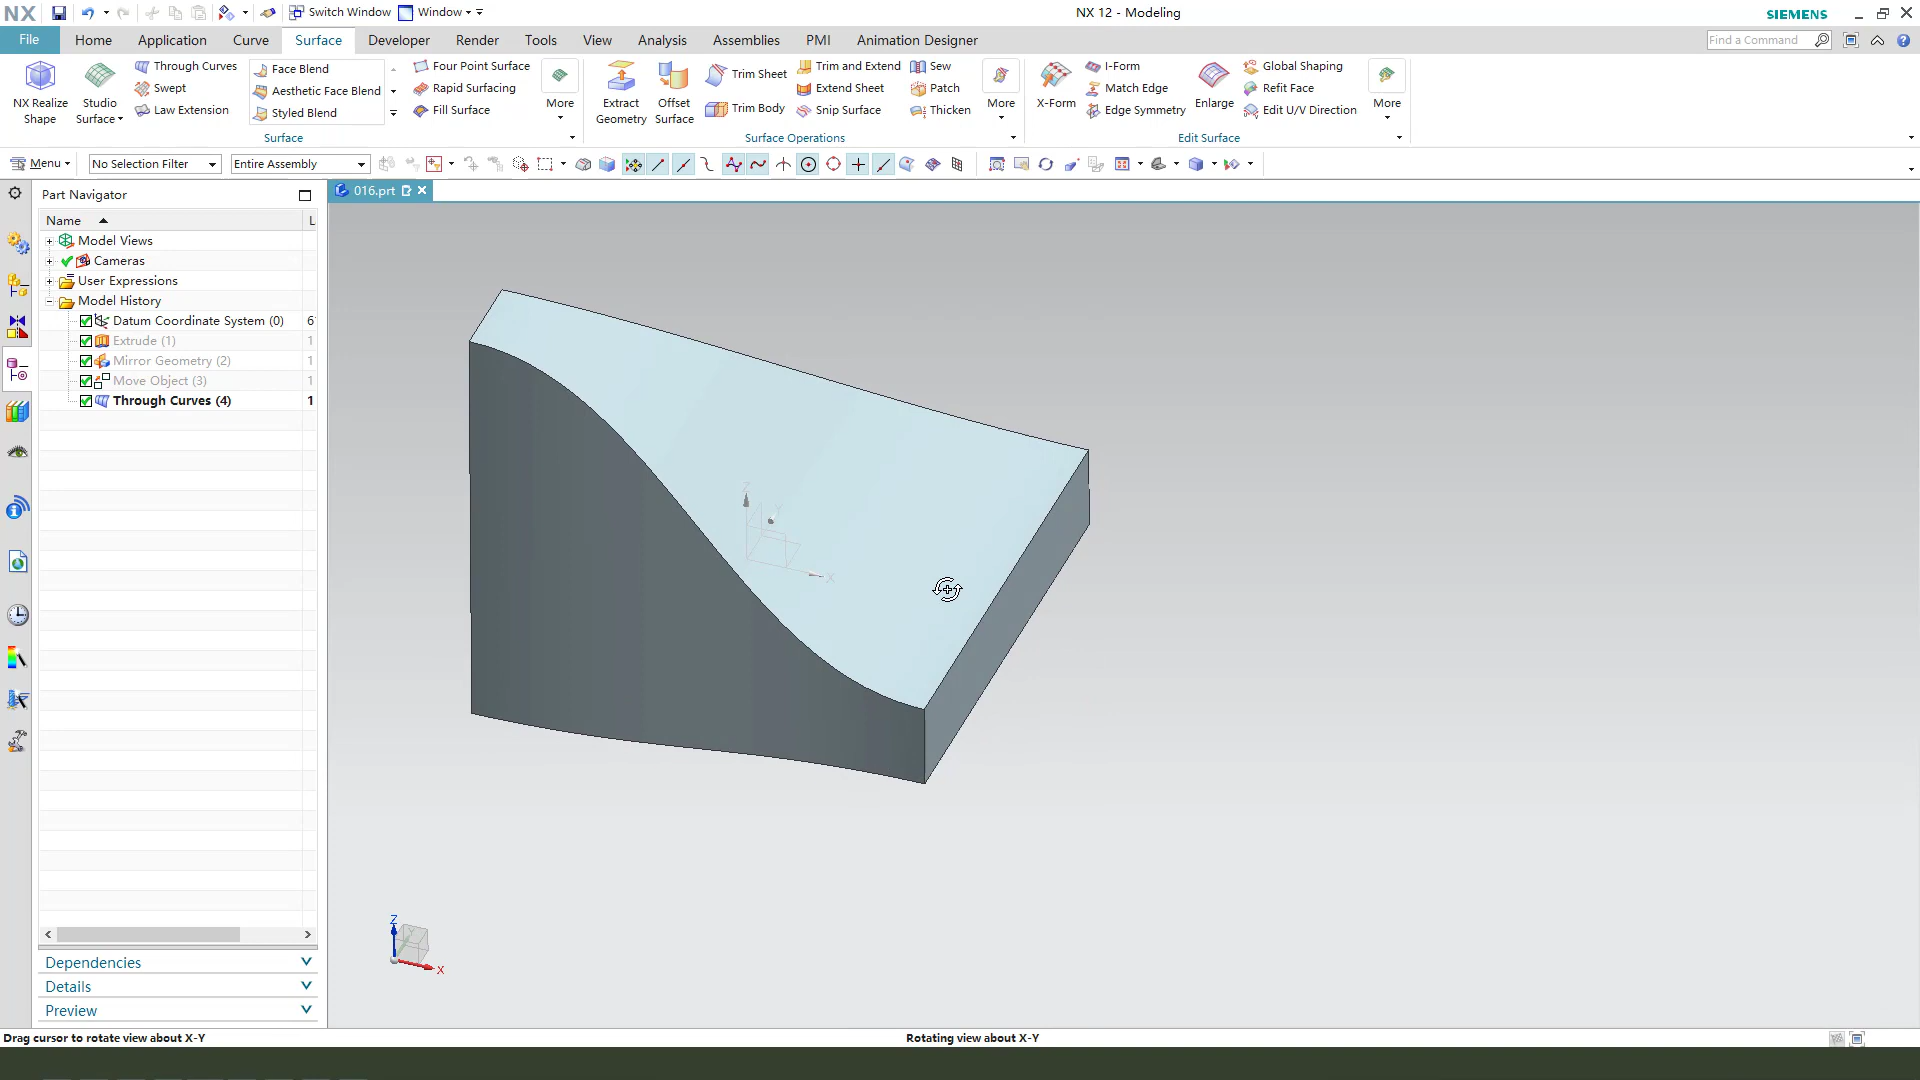 NX
Switch Window
Window
NX 12 - Modeling
SIEMENS
File
Home
Application
Curve
Surface
Developer
Render
Tools
View
Analysis
Assemblies
PMI
Animation Designer
Find a Command
NX Realize
Shape
Studio
Surface
Through Curves
Swept
Law Extension
Face Blend
Aesthetic Face Blend
Styled Blend
Four Point Surface
Rapid Surfacing
Fill Surface
More
Surface
Extract
Geometry
Offset
Surface
Trim Sheet
Trim Body
Trim and Extend
Extend Sheet
Snip Surface
Sew
Patch
Thicken
More
Surface Operations
X-Form
I-Form
Match Edge
Edge Symmetry
Enlarge
Global Shaping
Refit Face
Edit U/V Direction
More
Edit Surface
Menu
No Selection Filter
Entire Assembly
Part Navigator
016.prt
Name
L
Model Views
Cameras
User Expressions
Model History
Datum Coordinate System (0)
6
Extrude (1)
1
Mirror Geometry (2)
1
Move Object (3)
1
Through Curves (4)
1
Z
X
Z
Y
X
Dependencies
Details
Preview
Drag cursor to rotate view about X-Y
Rotating view about X-Y